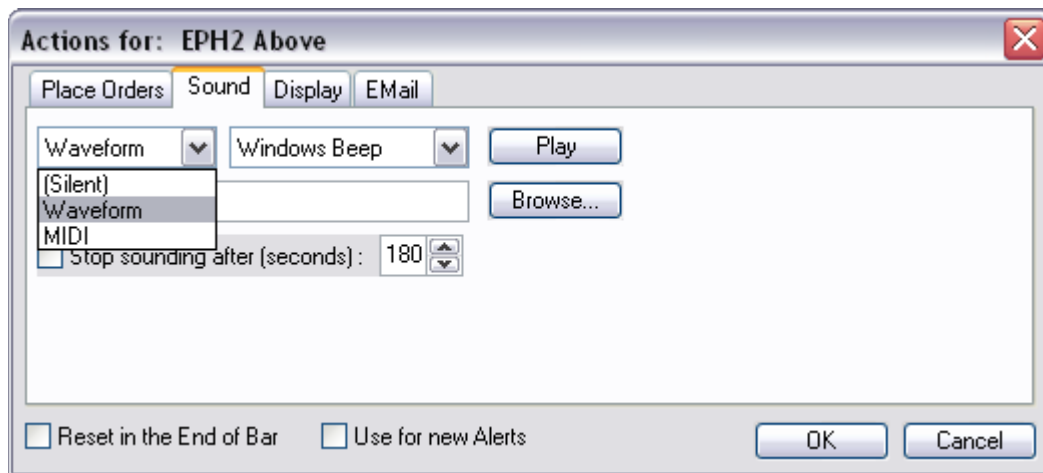 Actions for: EPH2 Above
Place Orders Sound Display EMail
Waveform Windows Beep Play
(Silent)
Waveform Browse...
MIDI
Stop sounding after (seconds) : 180
Reset in the End of Bar Use for new Alerts OK Cancel